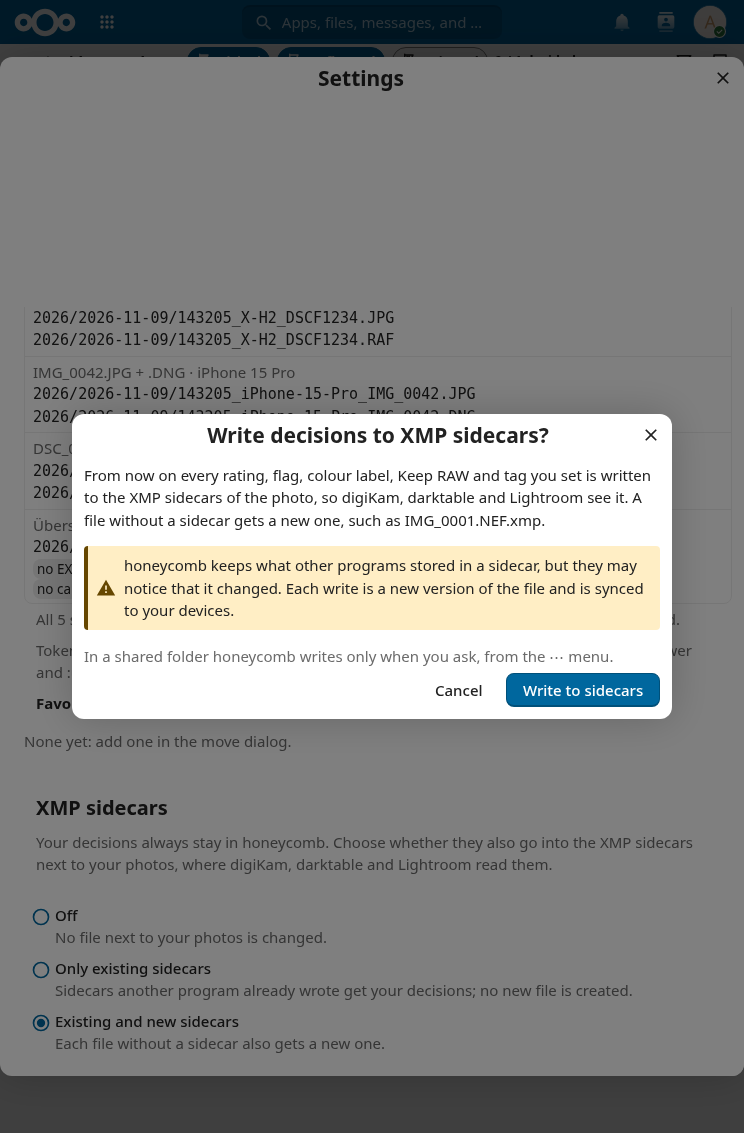 Apps, files, messages, and ...
A
Settings
2026/2026-11-09/143205_X-H2_DSCF1234.JPG
2026/2026-11-09/143205_X-H2_DSCF1234.RAF
IMG_0042.JPG + .DNG · iPhone 15 Pro
2026/2026-11-09/143205_iPhone-15-Pro_IMG_0042.JPG
Write decisions to XMP sidecars?
From now on every rating, flag, colour label, Keep RAW and tag you set is written
to the XMP sidecars of the photo, so digiKam, darktable and Lightroom see it. A
file without a sidecar gets a new one, such as IMG_0001.NEF.xmp.
honeycomb keeps what other programs stored in a sidecar, but they may
notice that it changed. Each write is a new version of the file and is synced
to your devices.
In a shared folder honeycomb writes only when you ask, from the ··· menu.
Cancel
Write to sidecars
All 5
and :
None yet: add one in the move dialog.
XMP sidecars
Your decisions always stay in honeycomb. Choose whether they also go into the XMP sidecars
next to your photos, where digiKam, darktable and Lightroom read them.
Off
No file next to your photos is changed.
Only existing sidecars
Sidecars another program already wrote get your decisions; no new file is created.
Existing and new sidecars
Each file without a sidecar also gets a new one.